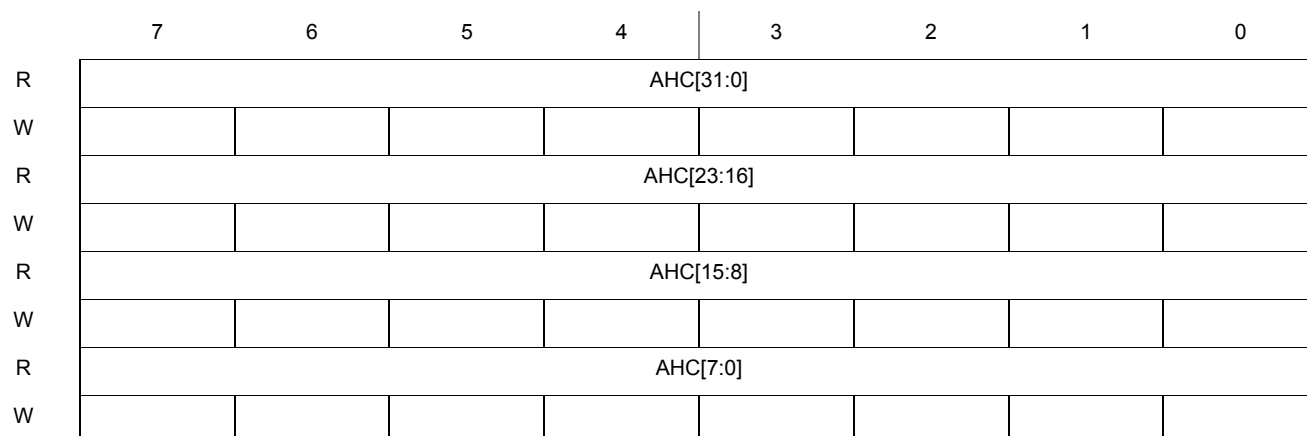 7 6 5 4 3 2 1 0
R AHC[31:0]
W
R AHC[23:16]
W
R AHC[15:8]
W
R AHC[7:0]
W